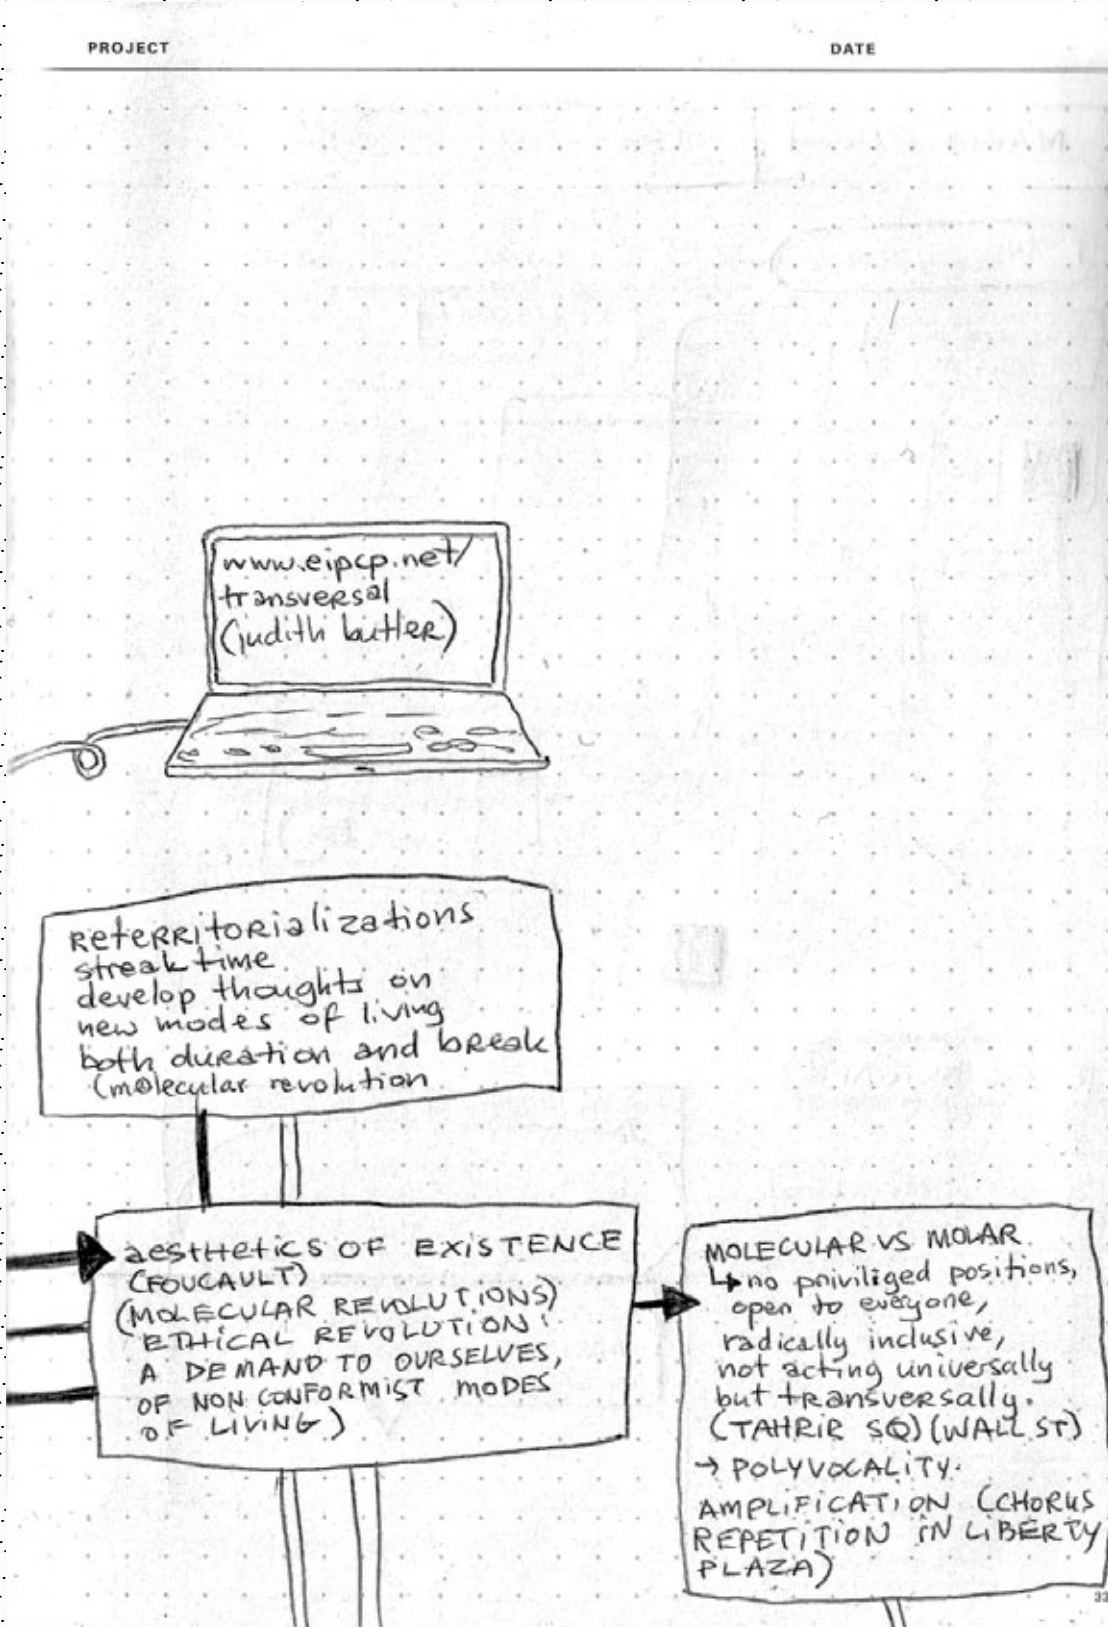 PROJECT
DATE
www.eipcp.net/
transversal
(judith butler)
reterritorializations
streak time
develop thoughts on
new modes of living
both duration and break
(molecular revolution
aesthetics OF EXISTENCE
(FOUCAULT)
(MOLECULAR REVOLUTIONS)
ETHICAL REVOLUTION:
A DEMAND TO OURSELVES,
OF NON CONFORMIST MODES
OF LIVING)
MOLECULAR VS MOLAR
↳ no priviliged positions,
open to everyone,
radically inclusive,
not acting universally
but transversally.
(TAHRIR SQ) (WALL ST)
→ POLYVOCALITY.
AMPLIFICATION (CHORUS
REPETITION IN LIBERTY
PLAZA)
33